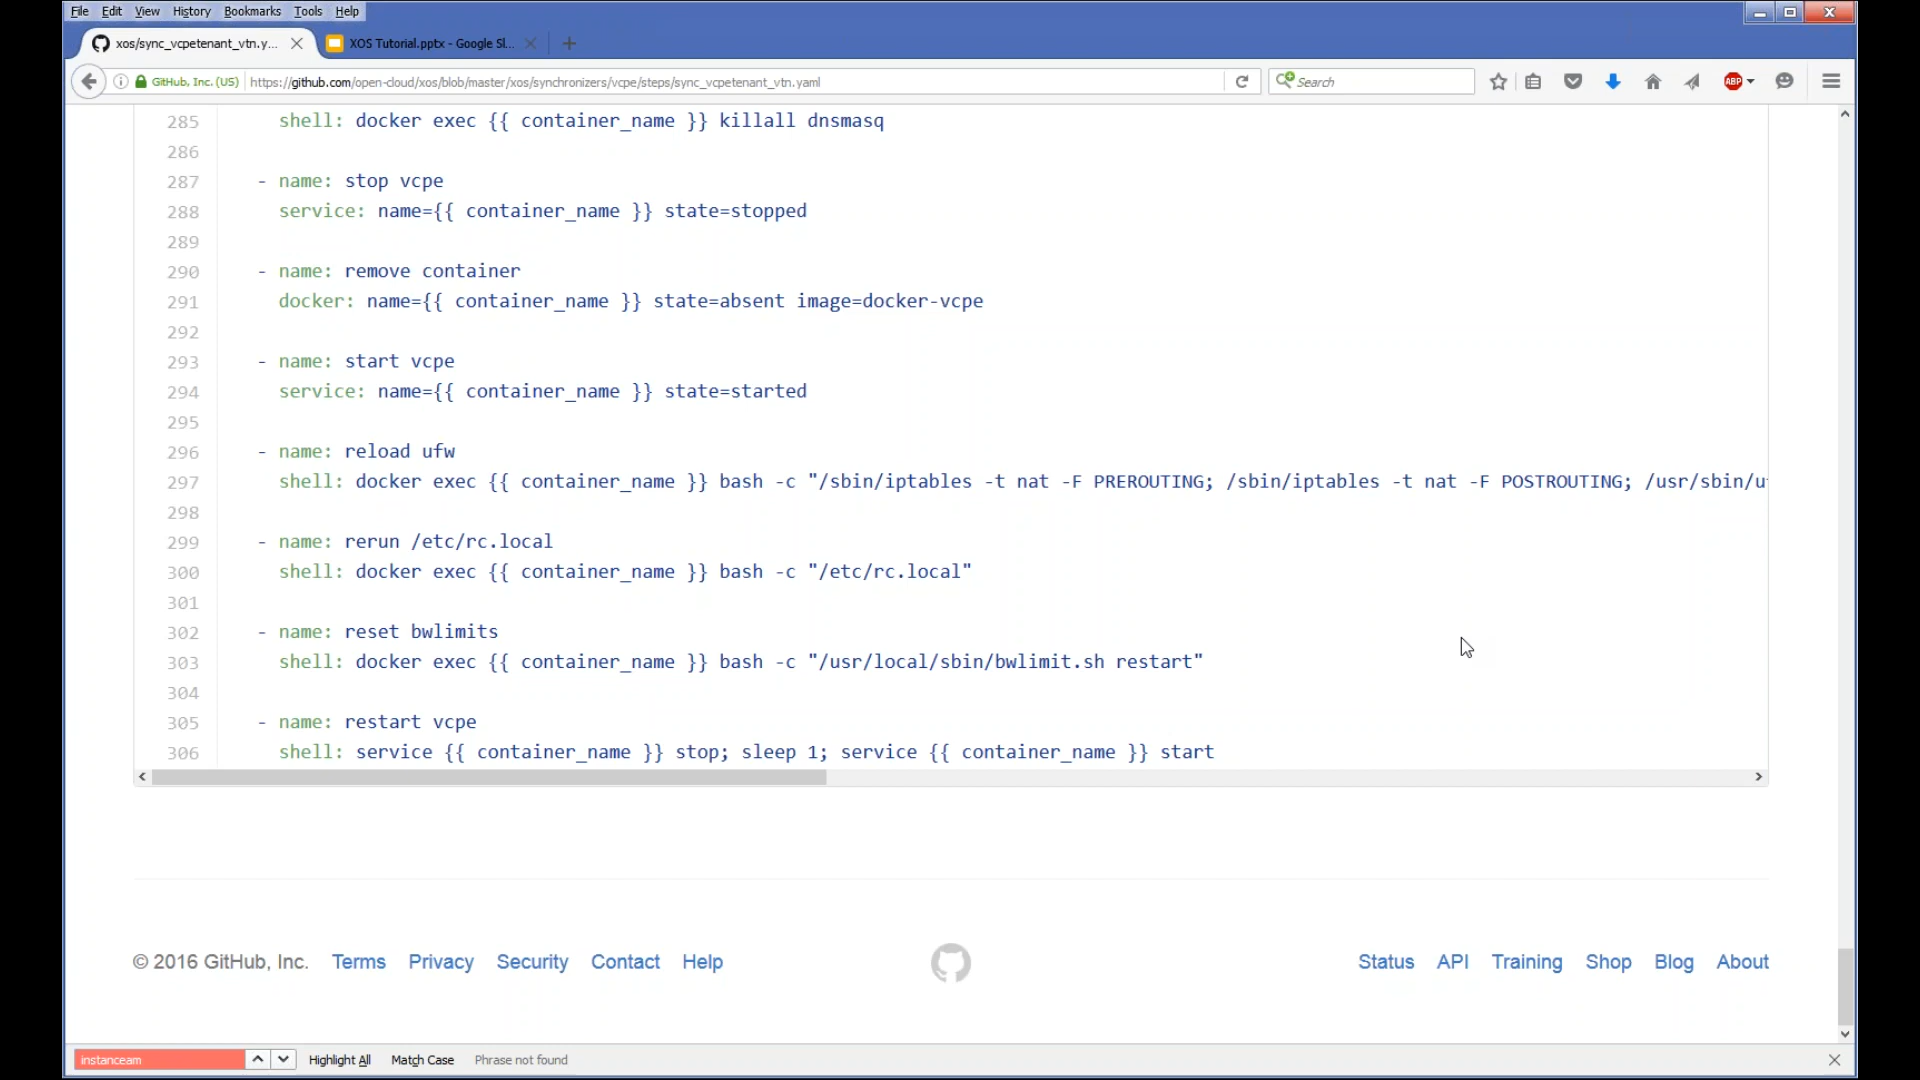 File Edit View History Bookmarks Tools Help
xos/sync_vcpetenant_vtn.y... XOS Tutorial.pptx - Google Sl...
GitHub, Inc. (US) https://github.com/open-cloud/xos/blob/master/xos/synchronizers/vcpe/steps/sync_vcpetenant_vtn.yaml Search ABP
285 shell: docker exec {{ container_name }} killall dnsmasq
286
287 - name: stop vcpe
288 service: name={{ container_name }} state=stopped
289
290 - name: remove container
291 docker: name={{ container_name }} state=absent image=docker-vcpe
292
293 - name: start vcpe
294 service: name={{ container_name }} state=started
295
296 - name: reload ufw
297 shell: docker exec {{ container_name }} bash -c "/sbin/iptables -t nat -F PREROUTING; /sbin/iptables -t nat -F POSTROUTING; /usr/sbin/u
298
299 - name: rerun /etc/rc.local
300 shell: docker exec {{ container_name }} bash -c "/etc/rc.local"
301
302 - name: reset bwlimits
303 shell: docker exec {{ container_name }} bash -c "/usr/local/sbin/bwlimit.sh restart"
304
305 - name: restart vcpe
306 shell: service {{ container_name }} stop; sleep 1; service {{ container_name }} start
© 2016 GitHub, Inc. Terms Privacy Security Contact Help Status API Training Shop Blog About
instanceam Highlight All Match Case Phrase not found